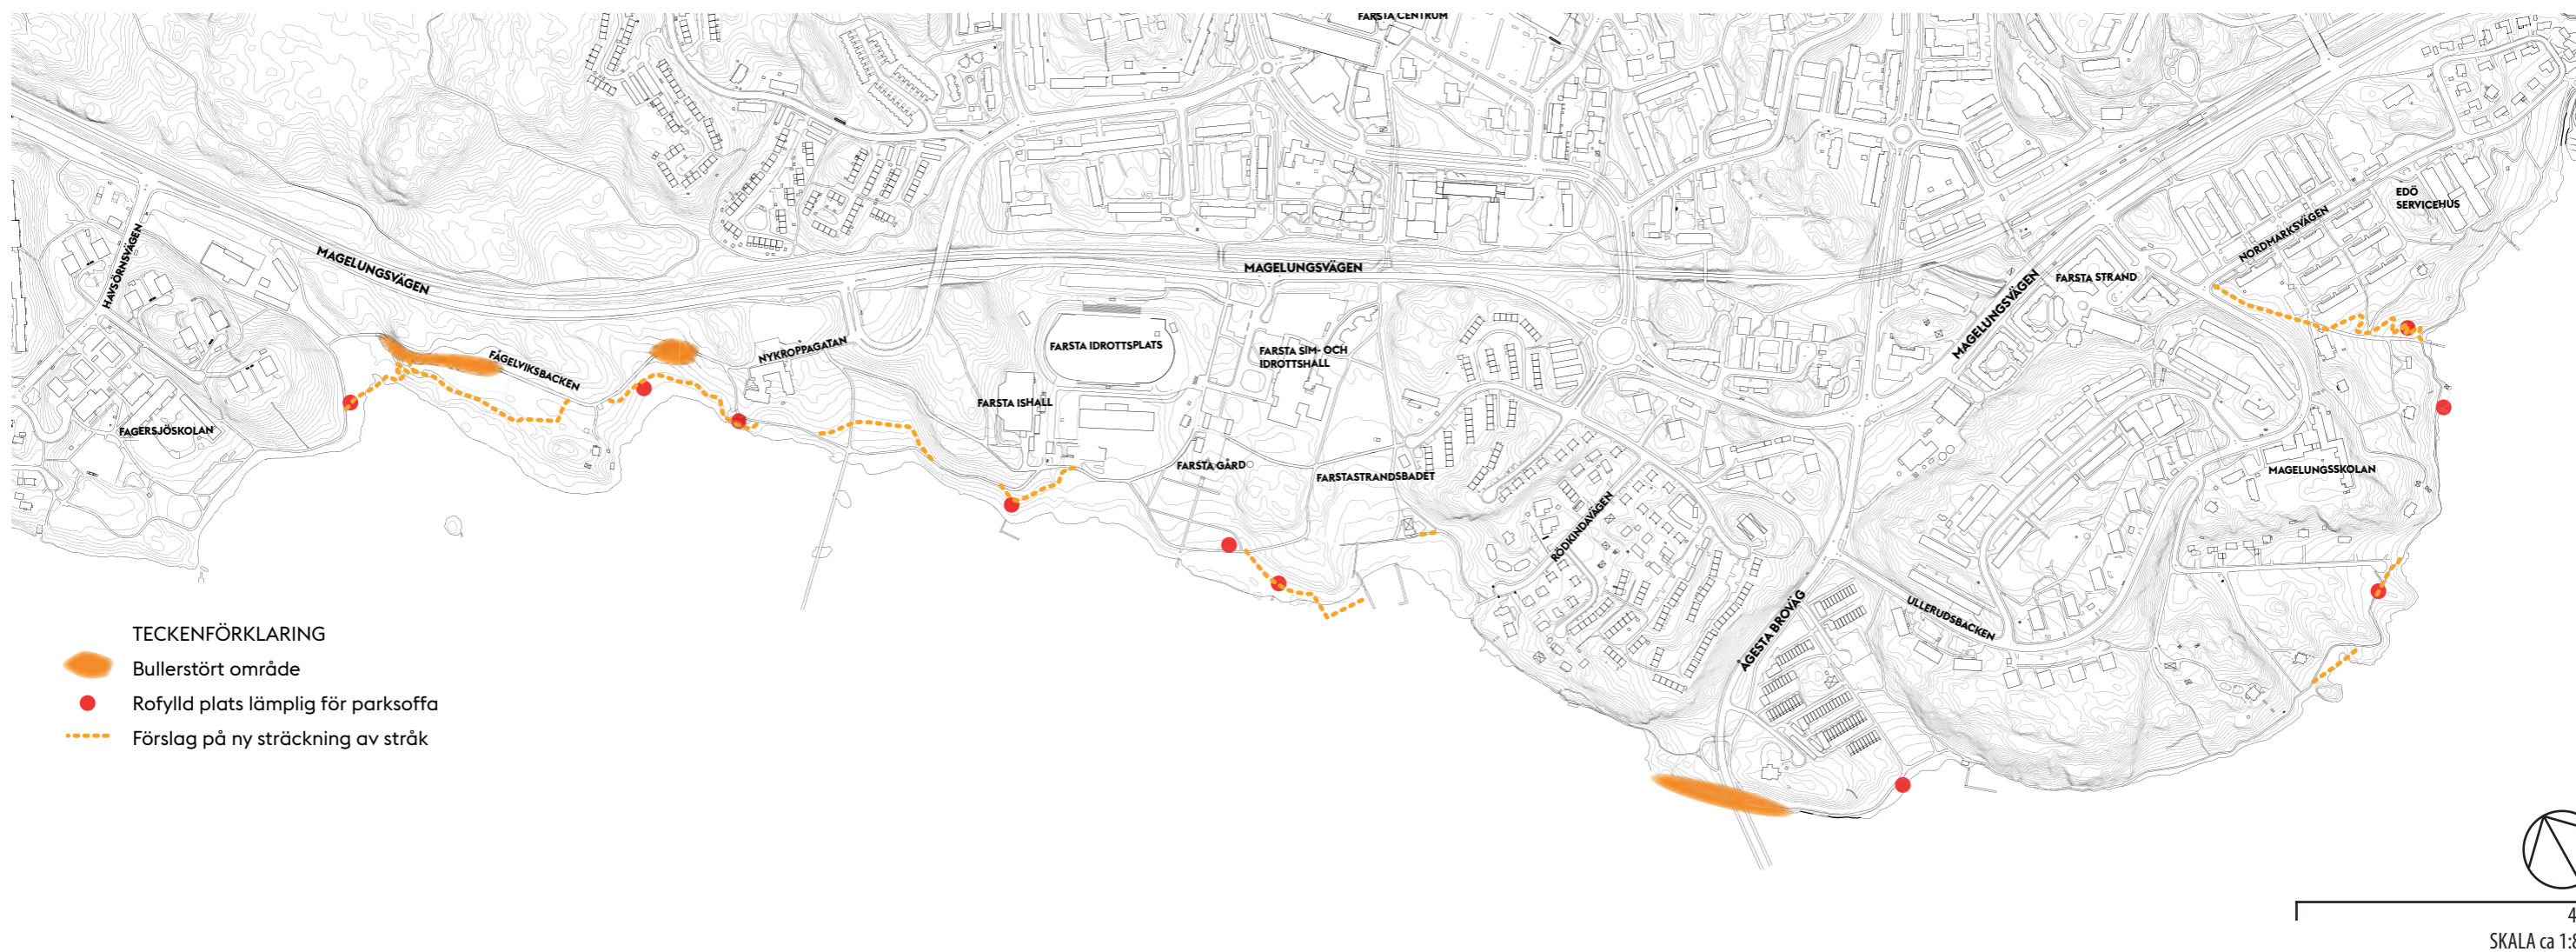 FARSTA CENTRUM
EDÖ
SERVICEHUS
NORDMARKSVÄGEN
HAVSÖRNSVÄGEN
MAGELUNGSVÄGEN
MAGELUNGSVÄGEN
MAGELUNGSVÄGEN
FARSTA STRAND
FARSTA IDROTTSPLATS
FARSTA SIM- OCH
IDROTTSHALL
NYKROPPAGATAN
FÅGELVIKSBACKEN
FARSTA ISHALL
FAGERSJÖSKOLAN
FARSTA GÅRD
FARSTASTRANDSBADET
MAGELUNGSSKOLAN
RÖDKINDAVÄGEN
ÅGESTA BROVÄG
ULLERUDSBACKEN
TECKENFÖRKLARING
Bullerstört område
Rofylld plats lämplig för parksoffa
Förslag på ny sträckning av stråk
4
SKALA ca 1: